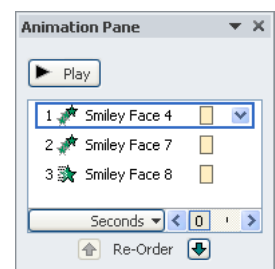 Animation Pane
Play
1 Smiley Face 4
2 Smiley Face 7
3 Smiley Face 8
Seconds 0
Re-Order